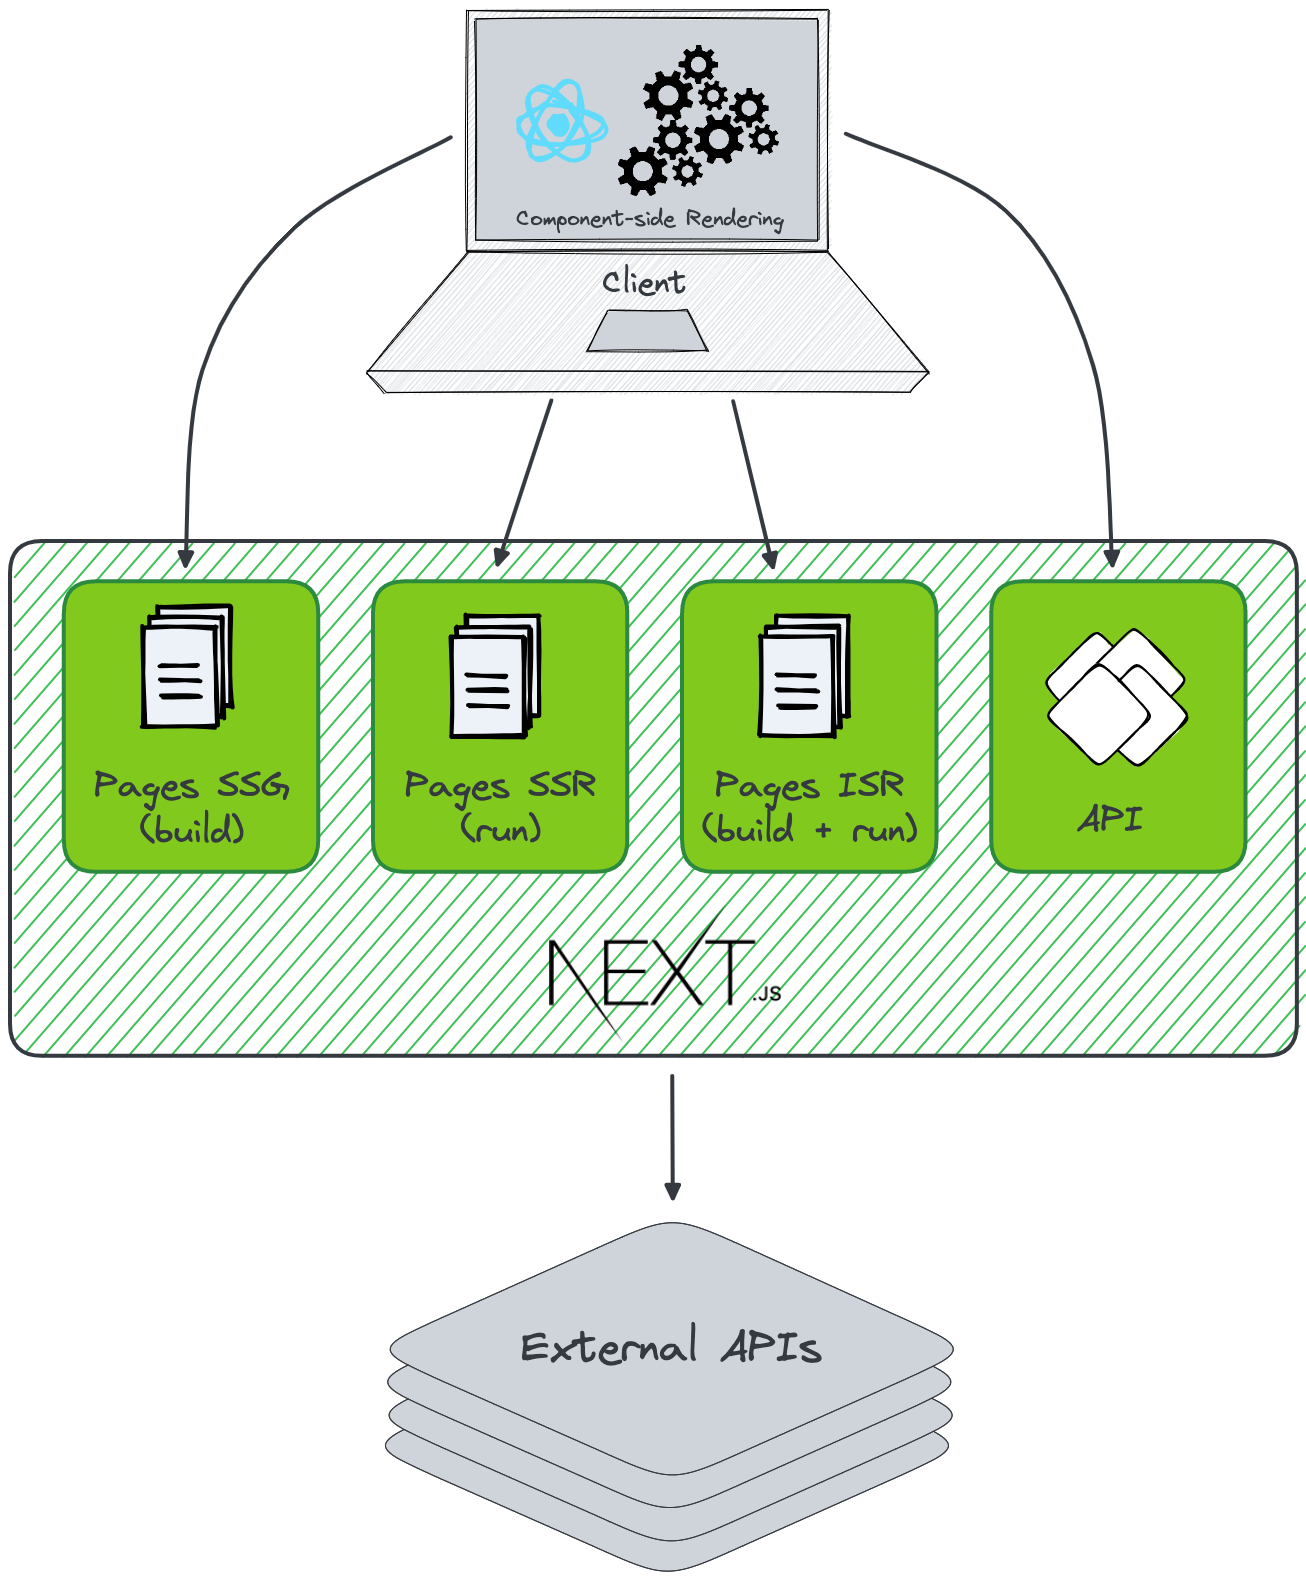 Component-side Rendering
Client
Pages SSG
(build)
Pages SSR
(run)
Pages ISR
(build + run)
API
NEXT.JS
External APIs